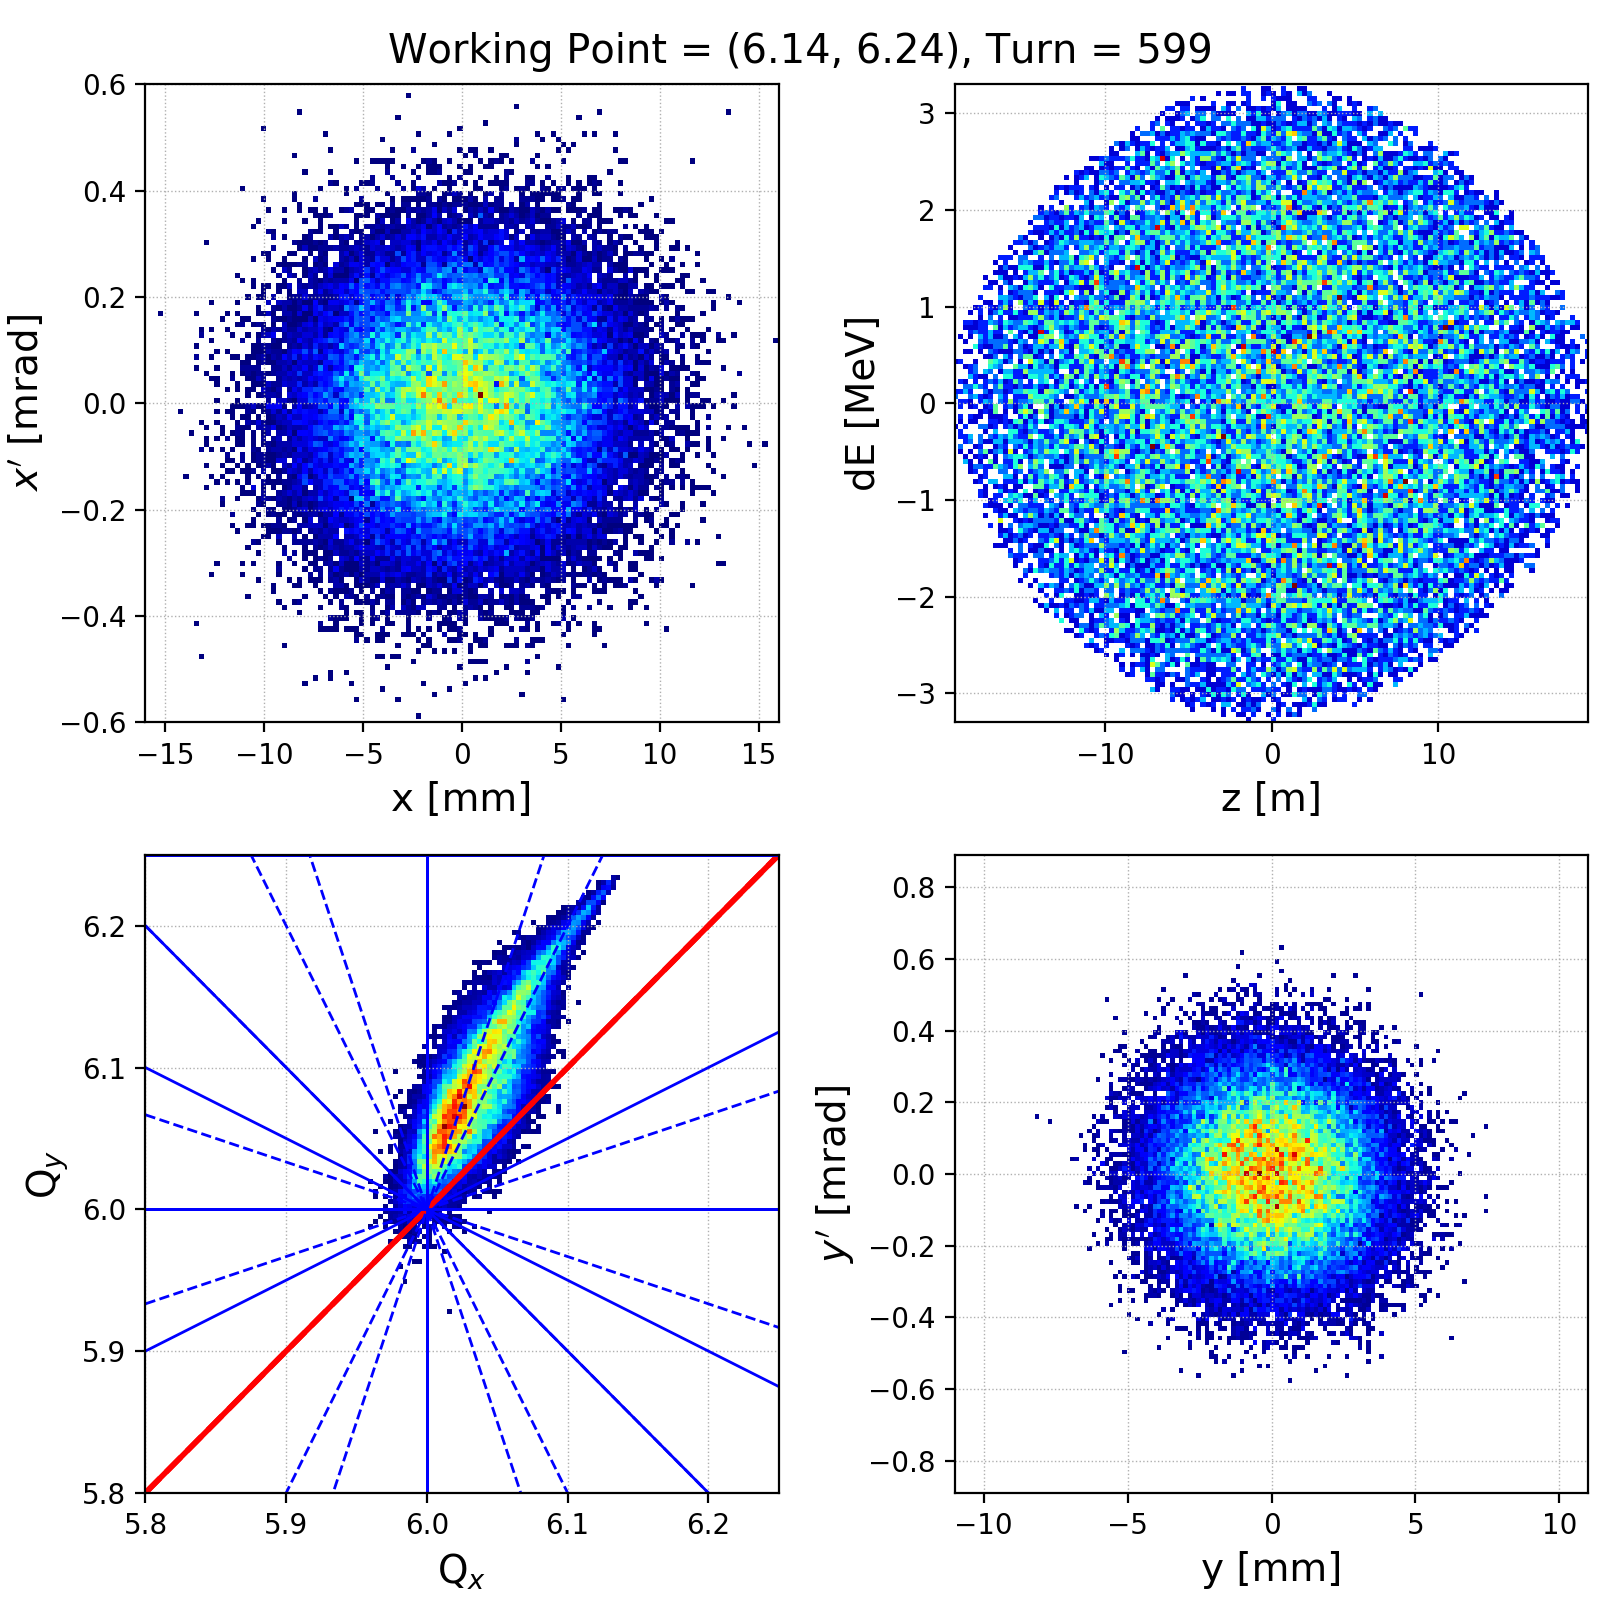 Working Point = (6.14, 6.24), Turn = 599
0.6
0.4
0.2
0.0
−0.2
−0.4
−0.6
x′ [mrad]
−15 −10 −5 0 5 10 15
x [mm]
3
2
1
0
−1
−2
−3
dE [MeV]
−10 0 10
z [m]
6.2
6.1
6.0
5.9
5.8
Qy
5.8 5.9 6.0 6.1 6.2
Qx
0.8
0.6
0.4
0.2
0.0
−0.2
−0.4
−0.6
−0.8
y′ [mrad]
−10 −5 0 5 10
y [mm]